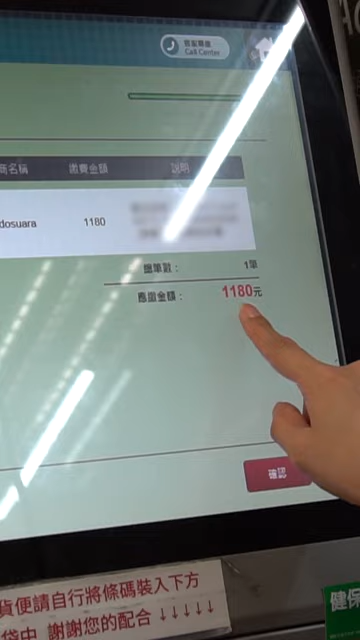 客服專線
Call Center
商名稱 繳費金額 說明
dosuara 1180
總筆數： 1筆
應繳金額： 1180元
確認
貨便請自行將條碼裝入下方
袋中 謝謝您的配合↓↓↓↓↓
健保